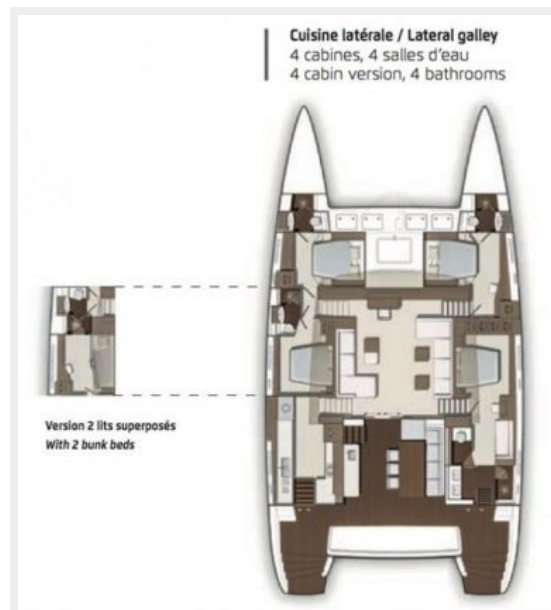 Cuisine latérale / Lateral galley
4 cabines, 4 salles d'eau
4 cabin version, 4 bathrooms
Version 2 lits superposés
With 2 bunk beds